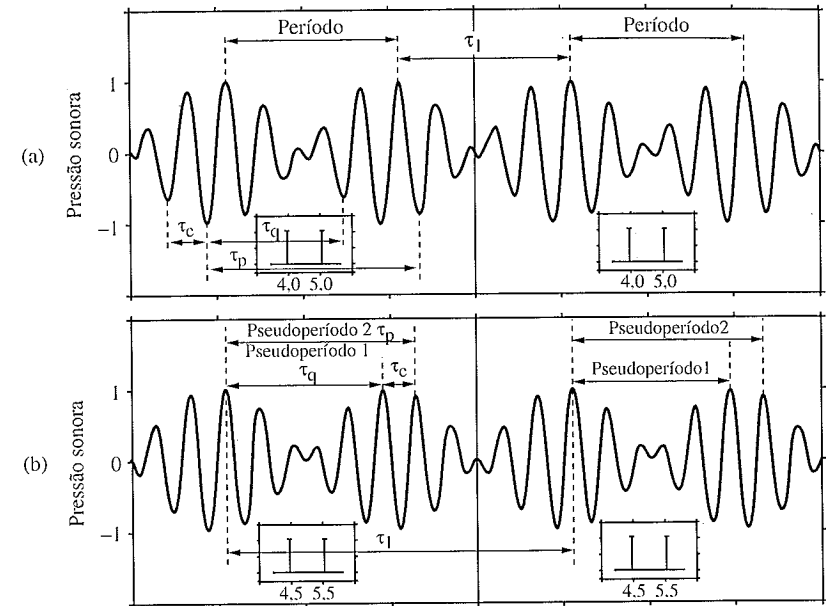 Período
τ₁
Período
1
(a)
0
Pressão sonora
−1
τc
τq
τp
4,0 5,0
4,0 5,0
Pseudoperíodo 2 τp
Pseudoperíodo 1
τq
τc
Pseudoperíodo2
Pseudoperíodo1
1
(b)
0
Pressão sonora
−1
τ₁
4,5 5,5
4,5 5,5